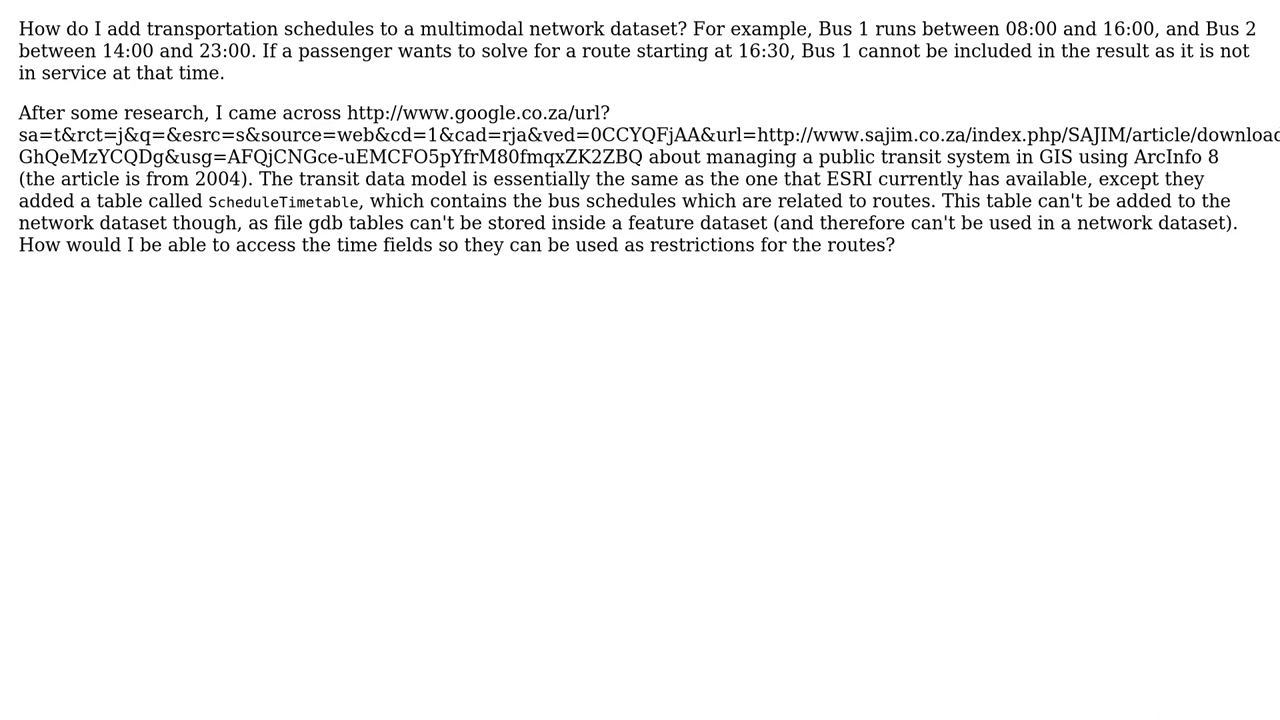 How do I add transportation schedules to a multimodal network dataset? For example, Bus 1 runs between 08:00 and 16:00, and Bus 2
between 14:00 and 23:00. If a passenger wants to solve for a route starting at 16:30, Bus 1 cannot be included in the result as it is not
in service at that time.
After some research, I came across http://www.google.co.za/url?
sa=t&rct=j&q=&esrc=s&source=web&cd=1&cad=rja&ved=0CCYQFjAA&url=http://www.sajim.co.za/index.php/SAJIM/article/download
GhQeMzYCQDg&usg=AFQjCNGce-uEMCFO5pYfrM80fmqxZK2ZBQ about managing a public transit system in GIS using ArcInfo 8
(the article is from 2004). The transit data model is essentially the same as the one that ESRI currently has available, except they
added a table called ScheduleTimetable, which contains the bus schedules which are related to routes. This table can't be added to the
network dataset though, as file gdb tables can't be stored inside a feature dataset (and therefore can't be used in a network dataset).
How would I be able to access the time fields so they can be used as restrictions for the routes?